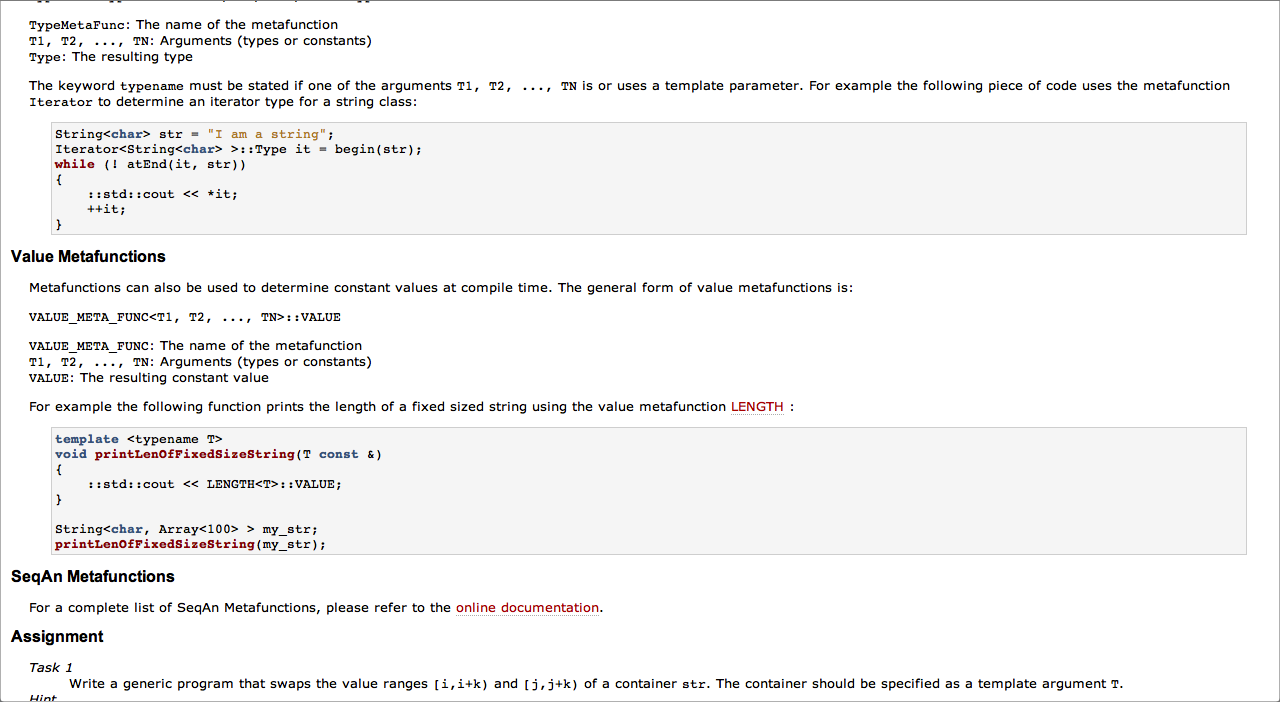 TypeMetaFunc: The name of the metafunction
T1, T2, ..., TN: Arguments (types or constants)
Type: The resulting type
The keyword typename must be stated if one of the arguments T1, T2, ..., TN is or uses a template parameter. For example the following piece of code uses the metafunction
Iterator to determine an iterator type for a string class:
String<char> str = "I am a string";
Iterator<String<char> >::Type it = begin(str);
while (! atEnd(it, str))
{
    ::std::cout << *it;
    ++it;
}
Value Metafunctions
Metafunctions can also be used to determine constant values at compile time. The general form of value metafunctions is:
VALUE_META_FUNC<T1, T2, ..., TN>::VALUE
VALUE_META_FUNC: The name of the metafunction
T1, T2, ..., TN: Arguments (types or constants)
VALUE: The resulting constant value
For example the following function prints the length of a fixed sized string using the value metafunction LENGTH :
template <typename T>
void printLenOfFixedSizeString(T const &)
{
    ::std::cout << LENGTH<T>::VALUE;
}
String<char, Array<100> > my_str;
printLenOfFixedSizeString(my_str);
SeqAn Metafunctions
For a complete list of SeqAn Metafunctions, please refer to the online documentation.
Assignment
Task 1
Write a generic program that swaps the value ranges [i,i+k) and [j,j+k) of a container str. The container should be specified as a template argument T.
Hint